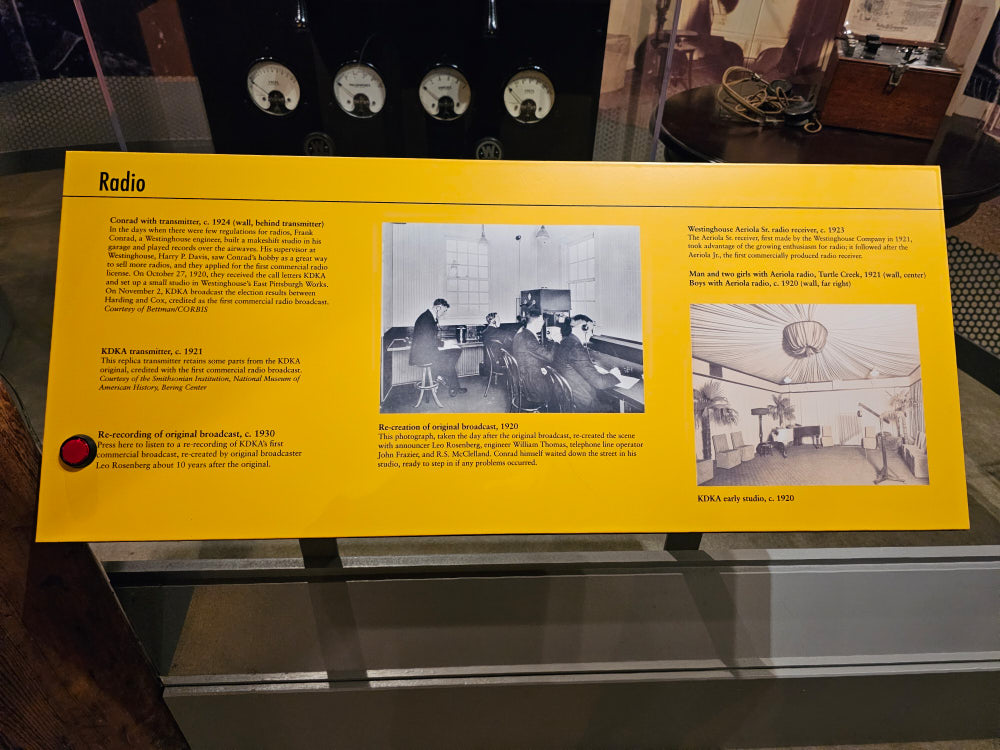 Radio
Conrad with transmitter, c. 1924 (wall, behind transmitter)
In the days when there were few regulations for radios, Frank
Conrad, a Westinghouse engineer, built a makeshift studio in his
garage and played records over the airwaves. His supervisor at
Westinghouse, Harry P. Davis, saw Conrad's hobby as a great way
to sell more radios, and they applied for the first commercial radio
license. On October 27, 1920, they received the call letters KDKA
and set up a small studio in Westinghouse's East Pittsburgh Works.
On November 2, KDKA broadcast the election results between
Harding and Cox, credited as the first commercial radio broadcast.
Courtesy of Bettman/CORBIS
KDKA transmitter, c. 1921
This replica transmitter retains some parts from the KDKA
original, credited with the first commercial radio broadcast.
Courtesy of the Smithsonian Institution, National Museum of
American History, Bering Center
Re-recording of original broadcast, c. 1930
Press here to listen to a re-recording of KDKA's first
commercial broadcast, re-created by original broadcaster
Leo Rosenberg about 10 years after the original.
Re-creation of original broadcast, 1920
This photograph, taken the day after the original broadcast, re-created the scene
with announcer Leo Rosenberg, engineer William Thomas, telephone line operator
John Frazier, and R.S. McClelland. Conrad himself waited down the street in his
studio, ready to step in if any problems occurred.
Westinghouse Aeriola Sr. radio receiver, c. 1923
The Aeriola Sr. receiver, first made by the Westinghouse Company in 1921,
took advantage of the growing enthusiasm for radio; it followed after the
Aeriola Jr., the first commercially produced radio receiver.
Man and two girls with Aeriola radio, Turtle Creek, 1921 (wall, center)
Boys with Aeriola radio, c. 1920 (wall, far right)
KDKA early studio, c. 1920